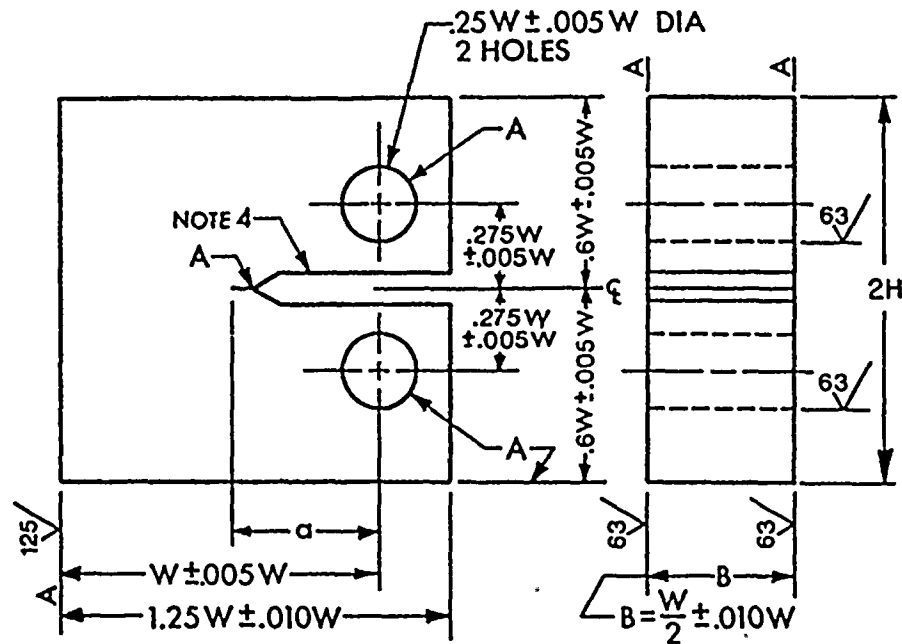 .25W±.005W DIA
2 HOLES
A
NOTE 4
A
.275W
±.005W
.6W±.005W
℄
.275W
±.005W
.6W±.005W
A
A
A
63
63
2H
125
a
W±.005W
A
1.25W±.010W
63
63
B
B=W/2±.010W